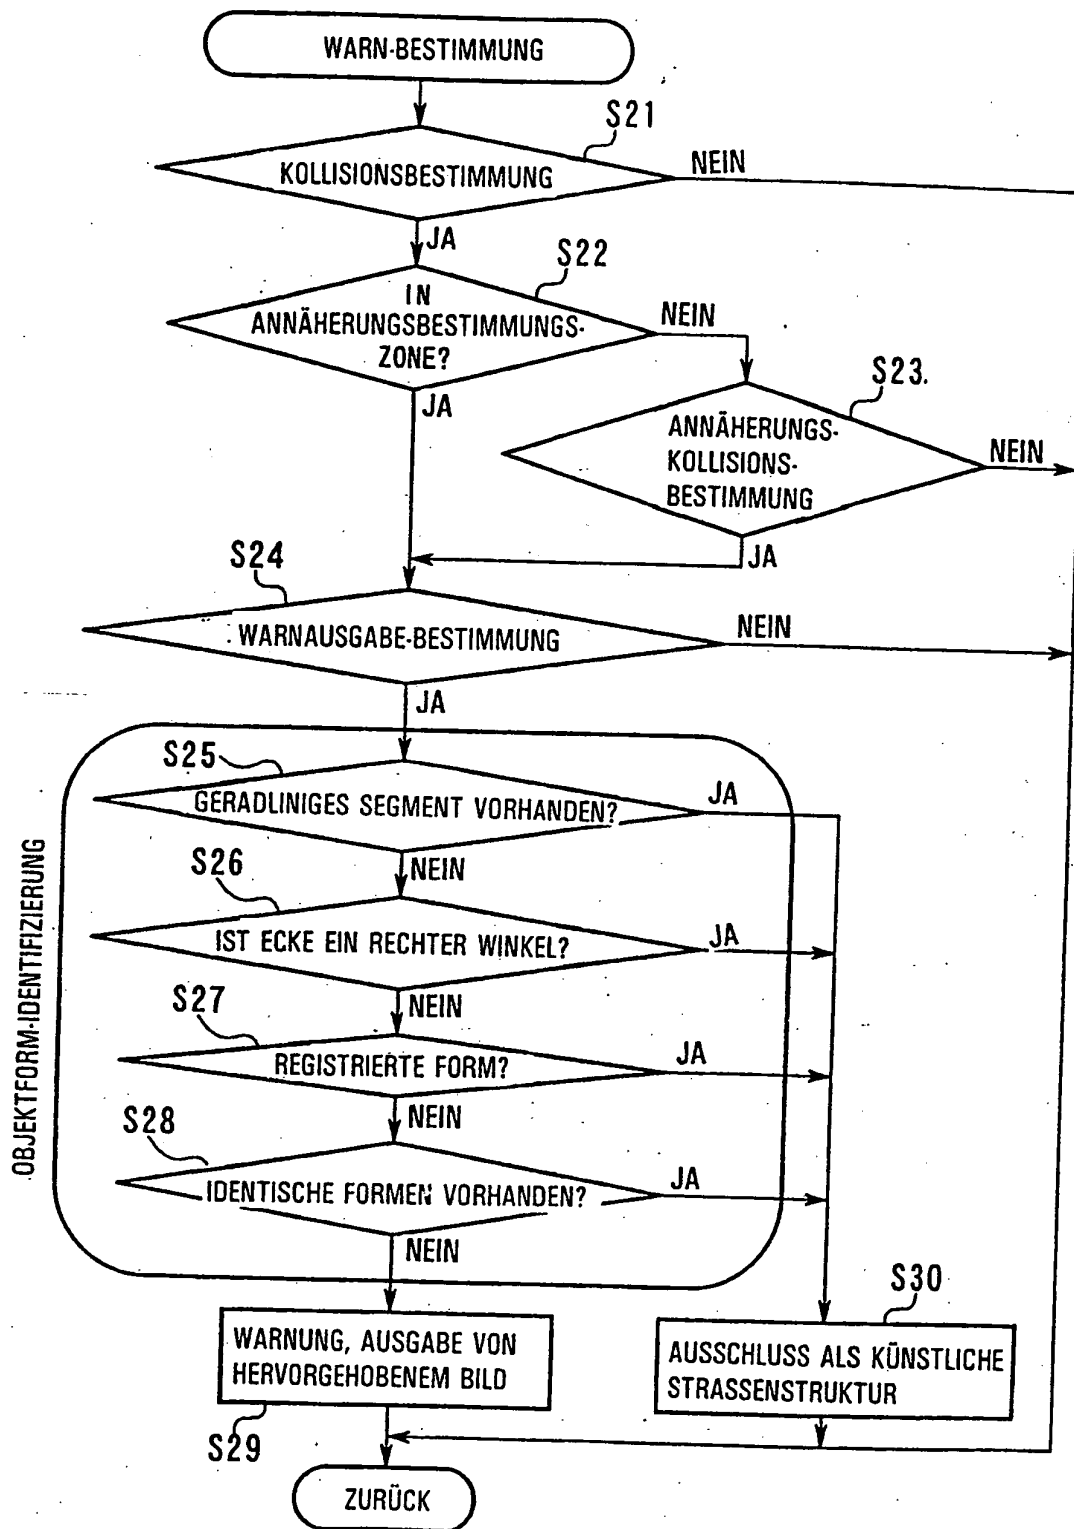 WARN-BESTIMMUNG
S21
KOLLISIONSBESTIMMUNG
NEIN
JA
S22
IN
ANNÄHERUNGSBESTIMMUNGS-
ZONE?
NEIN
JA
S23.
ANNÄHERUNGS-
KOLLISIONS-
BESTIMMUNG
NEIN
JA
S24
WARNAUSGABE-BESTIMMUNG
NEIN
JA
OBJEKTFORM-IDENTIFIZIERUNG
S25
GERADLINIGES SEGMENT VORHANDEN?
JA
NEIN
S26
IST ECKE EIN RECHTER WINKEL?
JA
NEIN
S27
REGISTRIERTE FORM?
JA
NEIN
S28
IDENTISCHE FORMEN VORHANDEN?
JA
NEIN
WARNUNG, AUSGABE VON
HERVORGEHOBENEM BILD
S29
S30
AUSSCHLUSS ALS KÜNSTLICHE
STRASSENSTRUKTUR
ZURÜCK